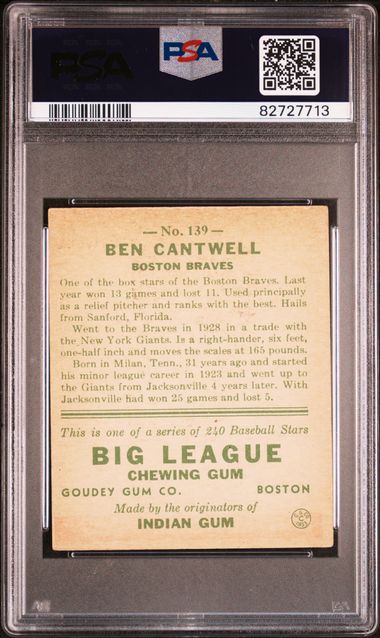 PSA
PSA
82727713
— No. 139 —
BEN CANTWELL
BOSTON BRAVES
One of the box stars of the Boston Braves. Last
year won 13 games and lost 11. Used principally
as a relief pitcher and ranks with the best. Hails
from Sanford, Florida.
Went to the Braves in 1928 in a trade with
the New York Giants. Is a right-hander, six feet,
one-half inch and moves the scales at 165 pounds.
Born in Milan, Tenn., 31 years ago and started
his minor league career in 1923 and went up to
the Giants from Jacksonville 4 years later. With
Jacksonville had won 25 games and lost 5.
This is one of a series of 240 Baseball Stars
BIG LEAGUE
CHEWING GUM
GOUDEY GUM CO. BOSTON
Made by the originators of
INDIAN GUM